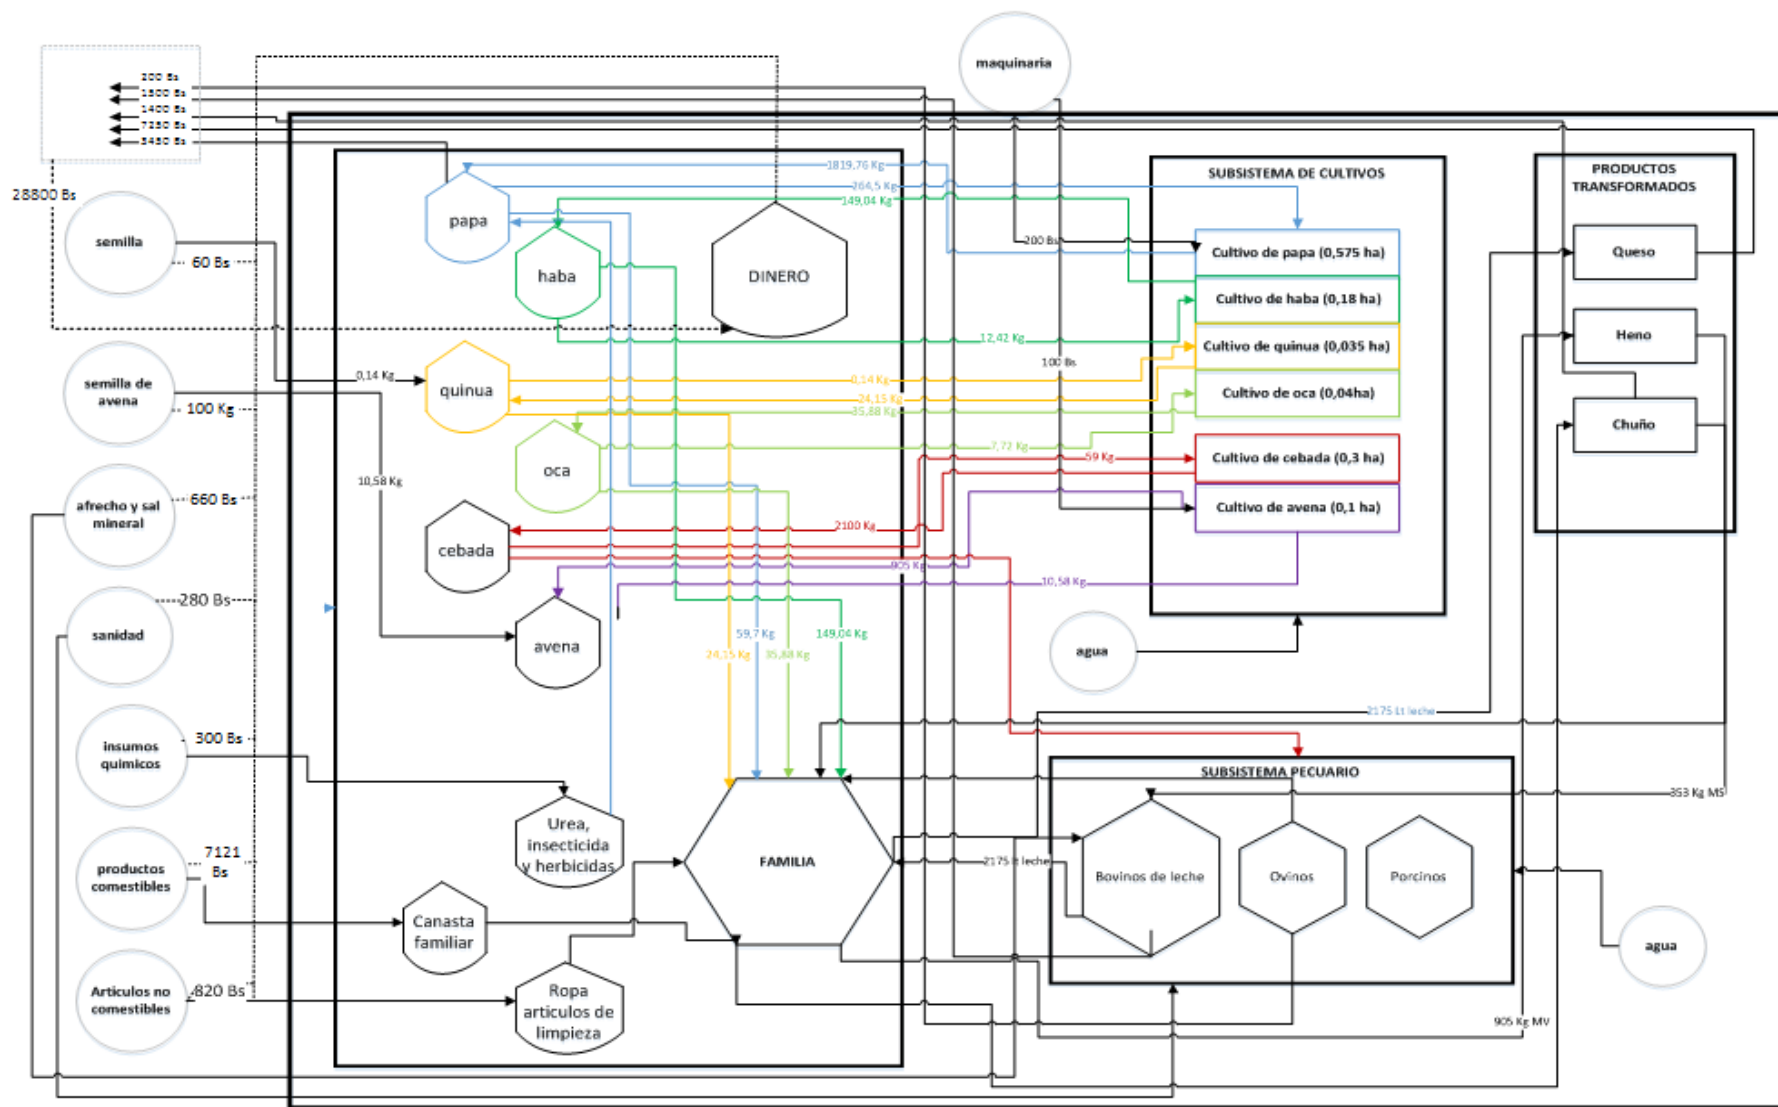 maquinaria
200 Bs
1500 Bs
1400 Bs
7250 Bs
3450 Bs
28800 Bs
semilla
60 Bs
semilla de
avena
100 Kg
afrecho y sal
mineral
660 Bs
sanidad
280 Bs
insumos
quimicos
300 Bs
productos
comestibles
7121
Bs
Articulos no
comestibles
820 Bs
0,14 Kg
10,58 Kg
papa
haba
DINERO
quinua
oca
cebada
avena
Urea,
insecticida
y herbicidas
Canasta
familiar
Ropa
articulos de
limpieza
FAMILIA
1819,76 Kg
264,5 Kg
149,04 Kg
200 Bs
12,42 Kg
100 Bs
0,14 Kg
24,15 Kg
35,88 Kg
7,72 Kg
59 Kg
2100 Kg
905 Kg
10,58 Kg
59,7 Kg
149,04 Kg
24,15 Kg
35,88 Kg
SUBSISTEMA DE CULTIVOS
Cultivo de papa (0,575 ha)
Cultivo de haba (0,18 ha)
Cultivo de quinua (0,035 ha)
Cultivo de oca (0,04ha)
Cultivo de cebada (0,3 ha)
Cultivo de avena (0,1 ha)
agua
PRODUCTOS
TRANSFORMADOS
Queso
Heno
Chuño
2175 Lt leche
SUBSISTEMA PECUARIO
353 Kg MS
2175 lt leche
Bovinos de leche
Ovinos
Porcinos
agua
905 Kg MV